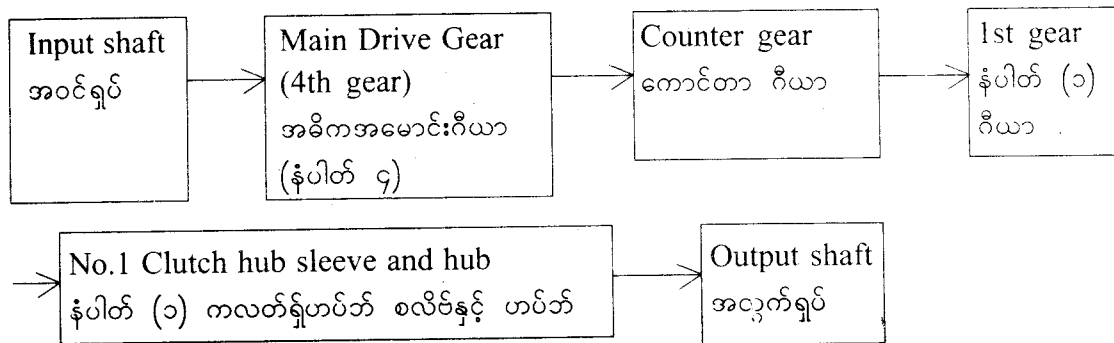 Input shaft
အဝင်ရှပ်
Main Drive Gear
(4th gear)
အဓိကအမောင်းဂီယာ
(နံပါတ် ၄)
Counter gear
ကောင်တာ ဂီယာ
1st gear
နံပါတ် (၁)
ဂီယာ
No.1 Clutch hub sleeve and hub
နံပါတ် (၁) ကလတ်ရှ်ဟပ်ဘ် စလိဗ်နှင့် ဟပ်ဘ်
Output shaft
အထွက်ရှပ်